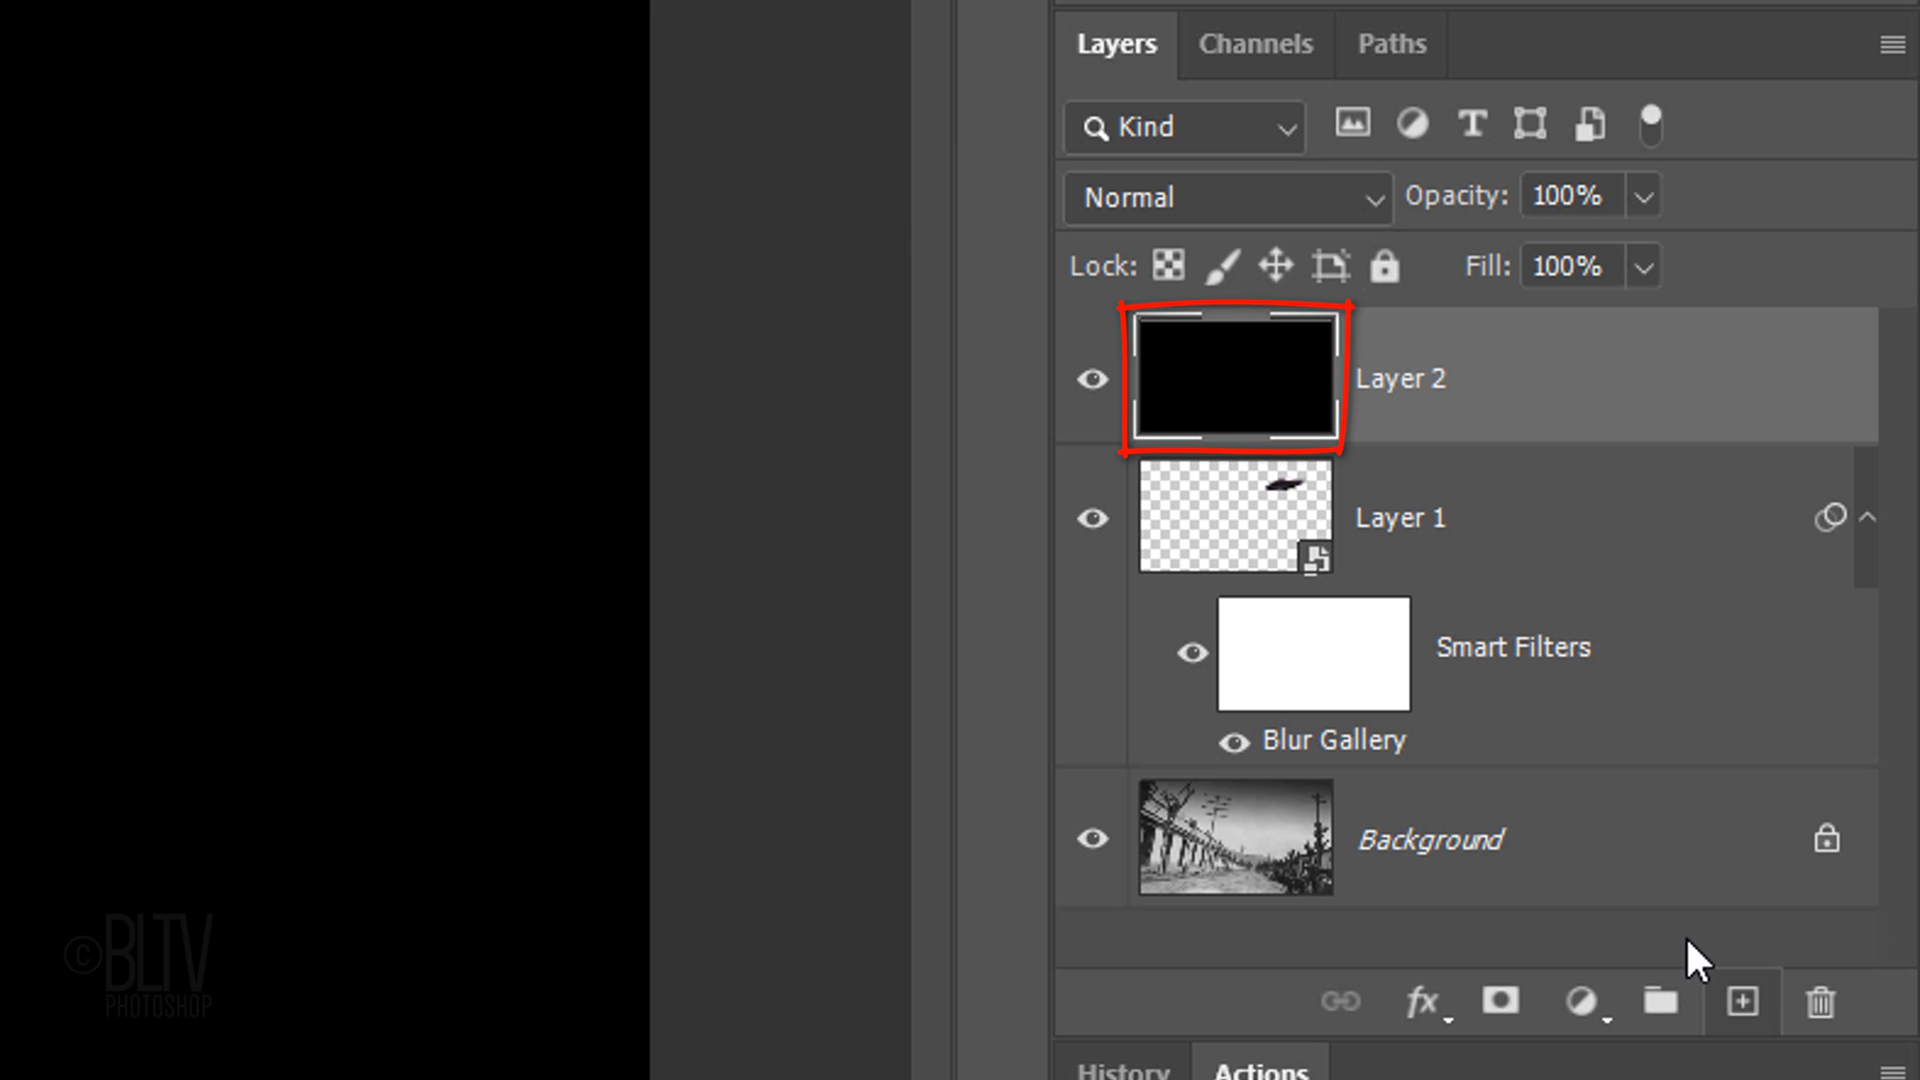 Layers Channels Paths
Kind T
Normal Opacity: 100%
Lock: Fill: 100%
Layer 2
Layer 1
Smart Filters
Blur Gallery
Background
fx
© BLTV
PHOTOSHOP
History Actions